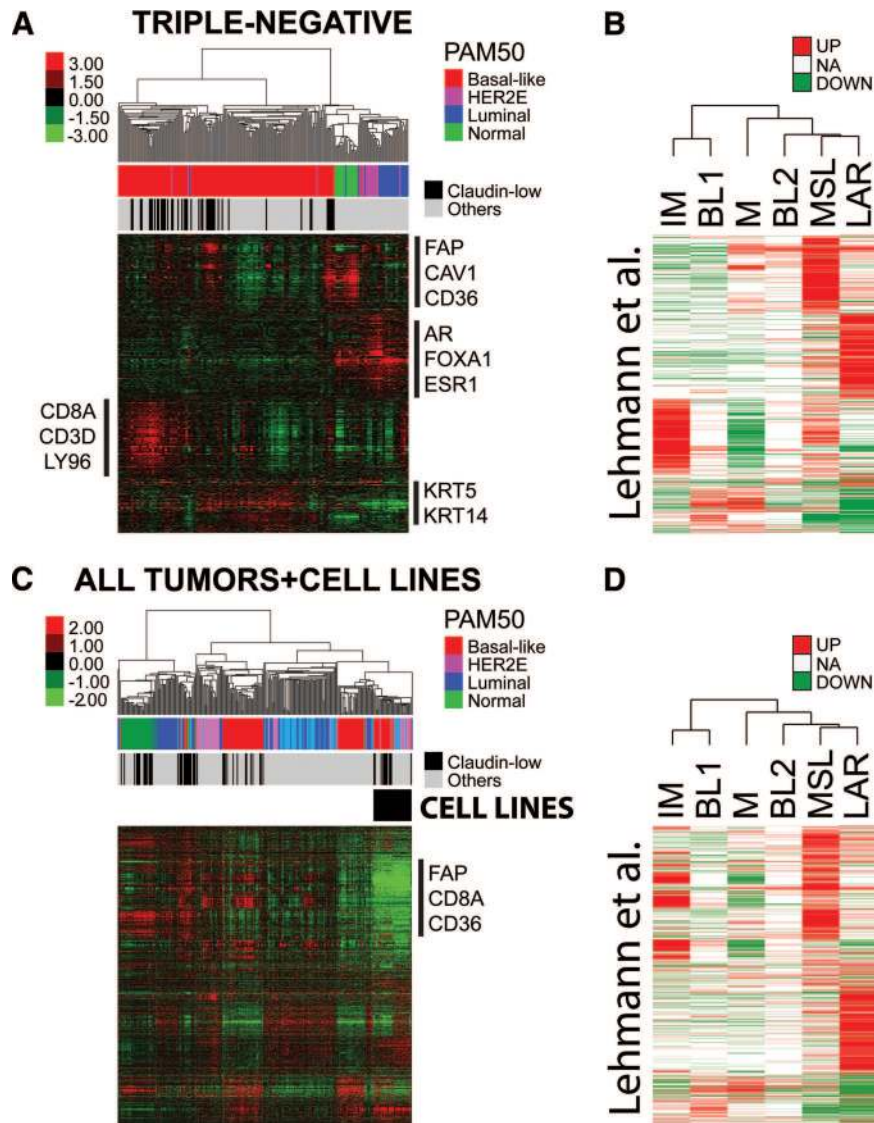 A
TRIPLE-NEGATIVE
3.00
1.50
0.00
-1.50
-3.00
PAM50
Basal-like
HER2E
Luminal
Normal
Claudin-low
Others
FAP
CAV1
CD36
AR
FOXA1
ESR1
CD8A
CD3D
LY96
KRT5
KRT14
B
UP
NA
DOWN
IM
BL1
M
BL2
MSL
LAR
Lehmann et al.
C
ALL TUMORS+CELL LINES
2.00
1.00
0.00
-1.00
-200
PAM50
Basal-like
HER2E
Luminal
Normal
Claudin-low
Others
CELL LINES
FAP
CD8A
CD36
D
UP
NA
DOWN
IM
BL1
M
BL2
MSL
LAR
Lehmann et al.